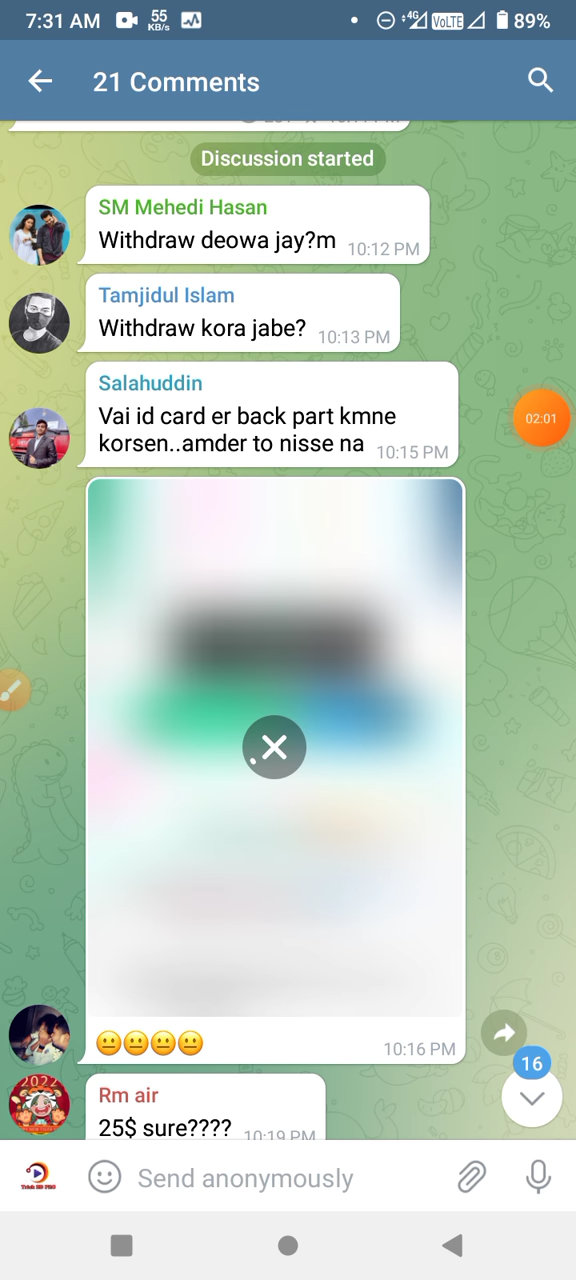 7:31 AM 55 KB/s 4G VoLTE 89%
21 Comments
Discussion started
SM Mehedi Hasan
Withdraw deowa jay?m 10:12 PM
Tamjidul Islam
Withdraw kora jabe? 10:13 PM
Salahuddin
Vai id card er back part kmne
korsen..amder to nisse na 10:15 PM
02:01
😐😐😐😐 10:16 PM
16
2022
Rm air
25$ sure???? 10:19 PM
Send anonymously